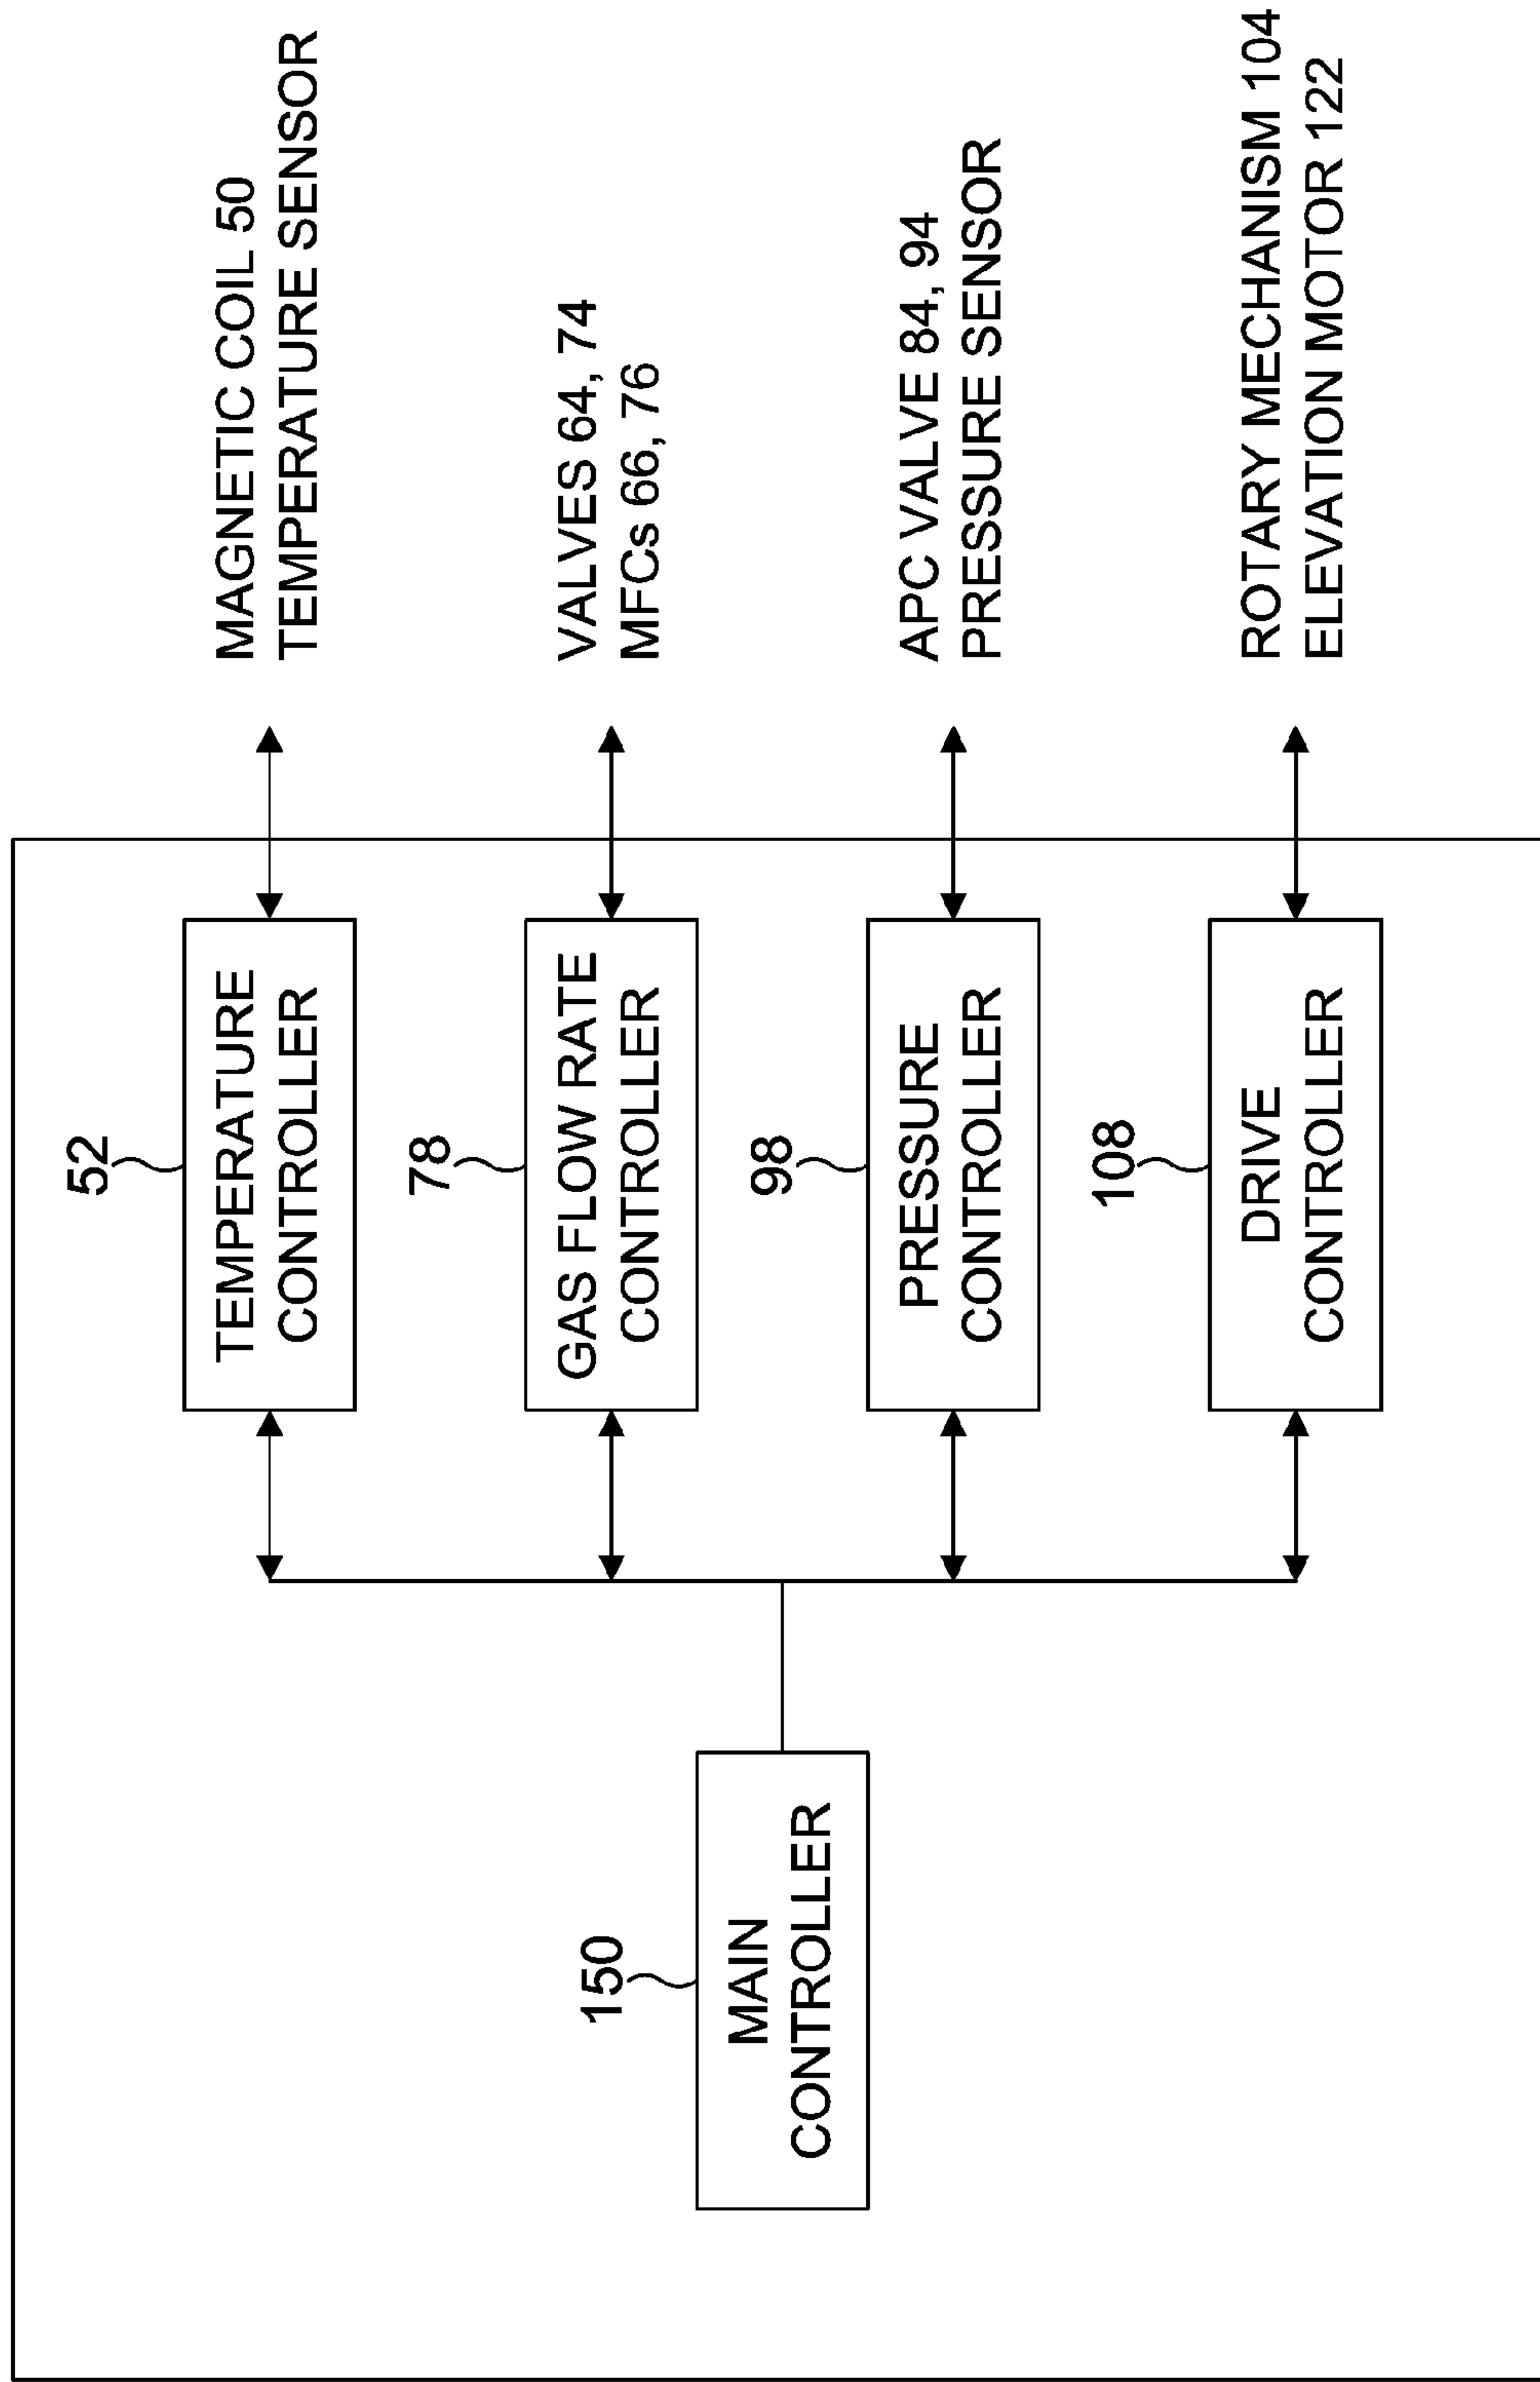 52
TEMPERATURE
CONTROLLER
MAGNETIC COIL 50
TEMPERATURE SENSOR
78
GAS FLOW RATE
CONTROLLER
VALVES 64, 74
MFCs 66, 76
150
MAIN
CONTROLLER
98
PRESSURE
CONTROLLER
APC VALVE 84, 94
PRESSURE SENSOR
108
DRIVE
CONTROLLER
ROTARY MECHANISM 104
ELEVATION MOTOR 122